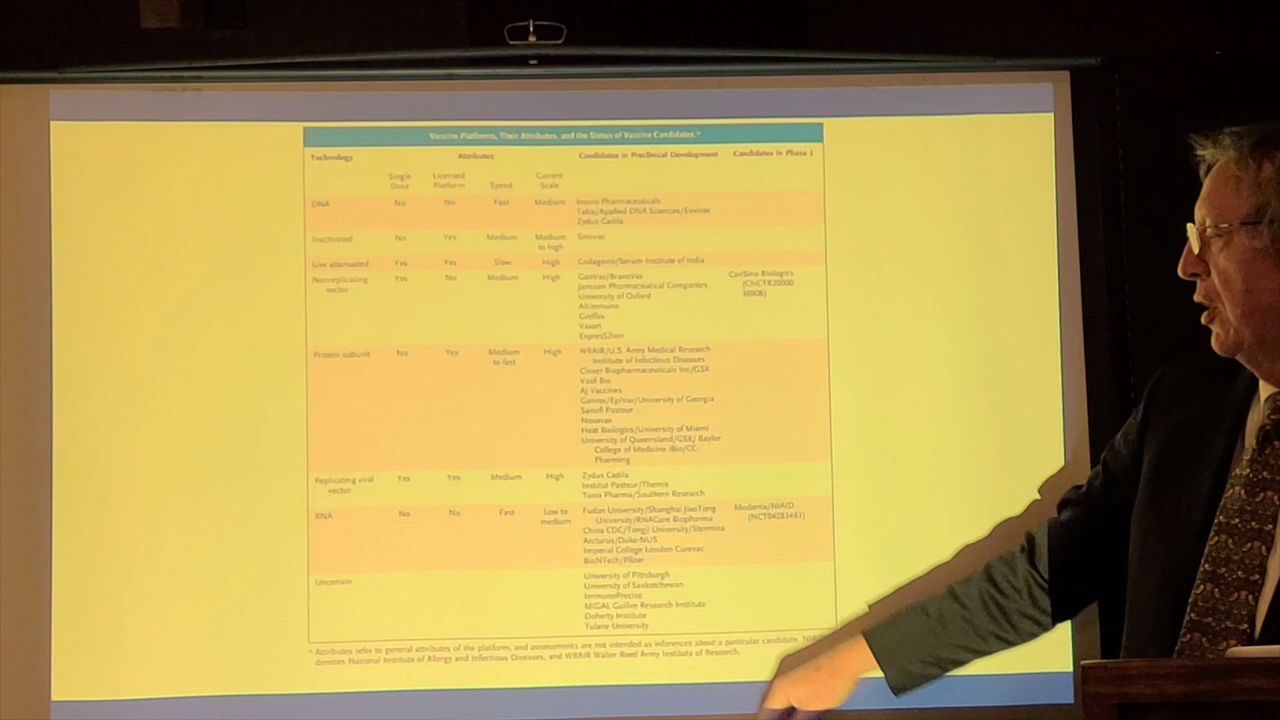 Vaccine Platforms, Their Attributes, and the Status of Vaccine Candidates.*
Technology Attributes Candidates in Preclinical Development Candidates in Phase 1
Single Dose Licensed Platform Speed Current Scale
DNA No No Fast Medium Inovio Pharmaceuticals
Takis/Applied DNA Sciences/Evvivax
Zydus Cadila
Inactivated No Yes Medium Medium to high Sinovac
Live attenuated Yes Yes Slow High Codagenix/Serum Institute of India
Nonreplicating vector Yes No Medium High GeoVax/BravoVax CanSino Biologics
Janssen Pharmaceutical Companies (ChiCTR20000
University of Oxford 30906)
Altimmune
Greffex
Vaxart
ExpresS2ion
Protein subunit No Yes Medium to fast High WRAIR/U.S. Army Medical Research
Institute of Infectious Diseases
Clover Biopharmaceuticals Inc/GSX
Vaxil Bio
AJ Vaccines
Genrex/EpiVax/University of Georgia
Sanofi Pasteur
Novavax
Heat Biologics/University of Miami
University of Queensland/GSX/ Baylor
College of Medicine iBio/CC-
Pharming
Replicating viral vector Yes Yes Medium High Zydus Cadila
Institut Pasteur/Themis
Tonix Pharma/Southern Research
RNA No No Fast Low to medium Fudan University/Shanghai JiaoTong Moderna/NIAID
University/RNACure Biopharma (NCT04283461)
China CDC/Tongji University/Stermina
Arcturus/Duke-NUS
Imperial College London Curevac
BioNTech/Pfizer
Uncertain University of Pittsburgh
University of Saskatchewan
ImmunoPrecise
MIGAL Galilee Research Institute
Doherty Institute
Tulane University
* Attributes refer to general attributes of the platform, and assessments are not intended as inferences about a particular candidate.
denotes National Institute of Allergy and Infectious Diseases, and WRAIR Walter Reed Army Institute of Research.